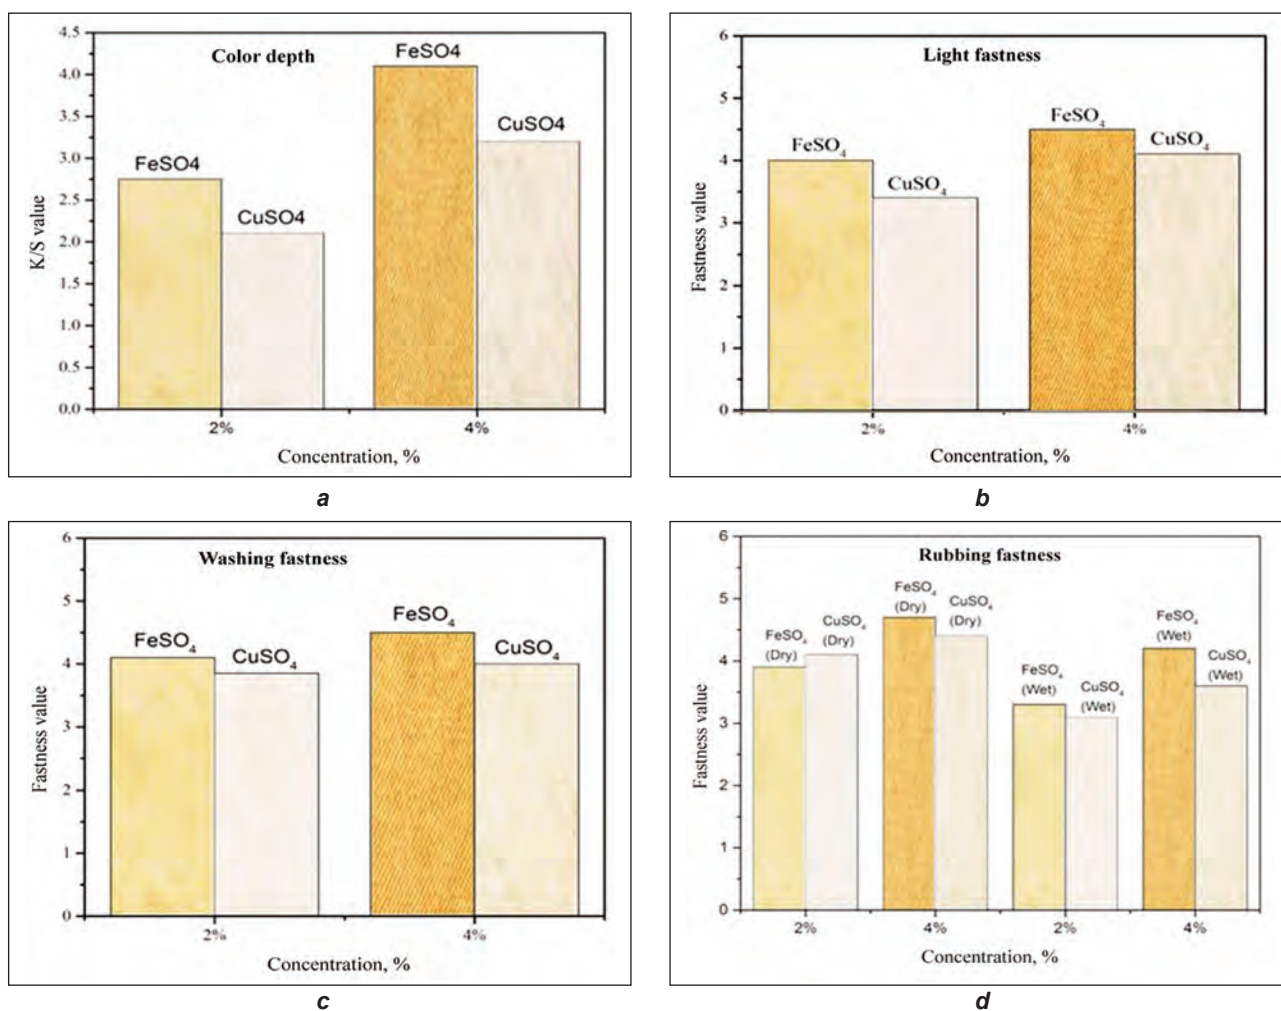 Color depth
FeSO4
CuSO4
FeSO4
CuSO4
K/S value
4.5
4.0
3.5
3.0
2.5
2.0
1.5
1.0
0.5
0.0
2%
4%
Concentration, %
a
Light fastness
FeSO₄
CuSO₄
FeSO₄
CuSO₄
Fastness value
6
5
4
3
2
1
0
2%
4%
Concentration, %
b
Washing fastness
FeSO₄
CuSO₄
FeSO₄
CuSO₄
Fastness value
6
5
4
3
2
1
0
2%
4%
Concentration, %
c
Rubbing fastness
FeSO₄
(Dry)
CuSO₄
(Dry)
FeSO₄
(Dry)
CuSO₄
(Dry)
FeSO₄
(Wet)
CuSO₄
(Wet)
FeSO₄
(Wet)
CuSO₄
(Wet)
Fastness value
6
5
4
3
2
1
0
2%
4%
2%
4%
Concentration, %
d